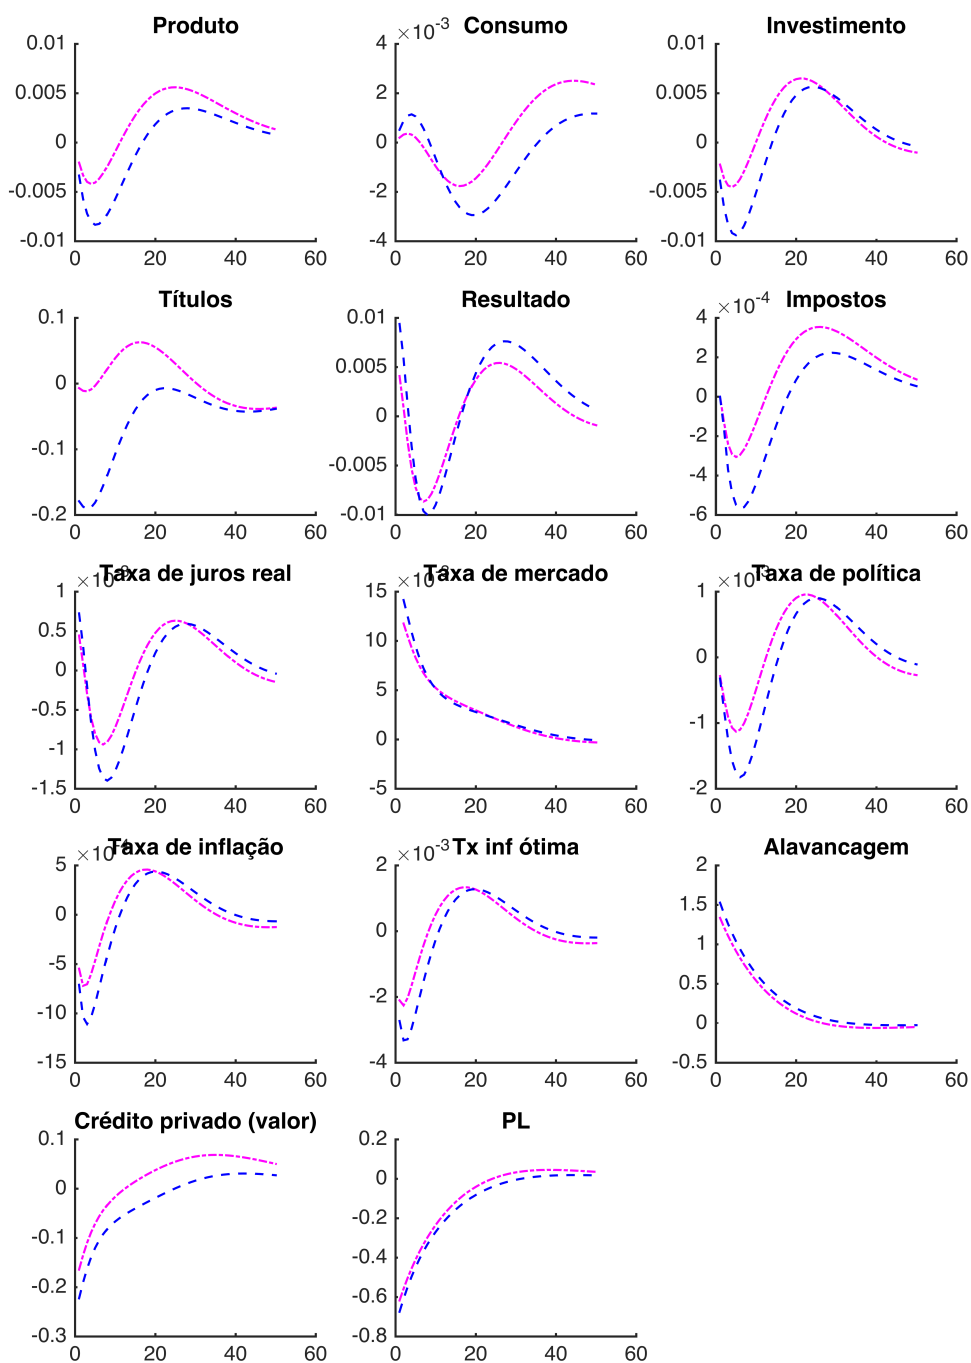 Produto
0.01
0.005
0
-0.005
-0.01
0 20 40 60
×10-3 Consumo
4
2
0
-2
-4
0 20 40 60
Investimento
0.01
0.005
0
-0.005
-0.01
0 20 40 60
Títulos
0.1
0
-0.1
-0.2
0 20 40 60
Resultado
0.01
0.005
0
-0.005
-0.01
0 20 40 60
×10-4 Impostos
4
2
0
-2
-4
-6
0 20 40 60
Taxa de juros real
1
0.5
0
-0.5
-1
-1.5
0 20 40 60
Taxa de mercado
15
10
5
0
-5
0 20 40 60
Taxa de política
1
0
-1
-2
0 20 40 60
Taxa de inflação
5
0
-5
-10
-15
0 20 40 60
×10-3 Tx inf ótima
2
0
-2
-4
0 20 40 60
Alavancagem
2
1.5
1
0.5
0
-0.5
0 20 40 60
Crédito privado (valor)
0.1
0
-0.1
-0.2
-0.3
0 20 40 60
PL
0.2
0
-0.2
-0.4
-0.6
-0.8
0 20 40 60